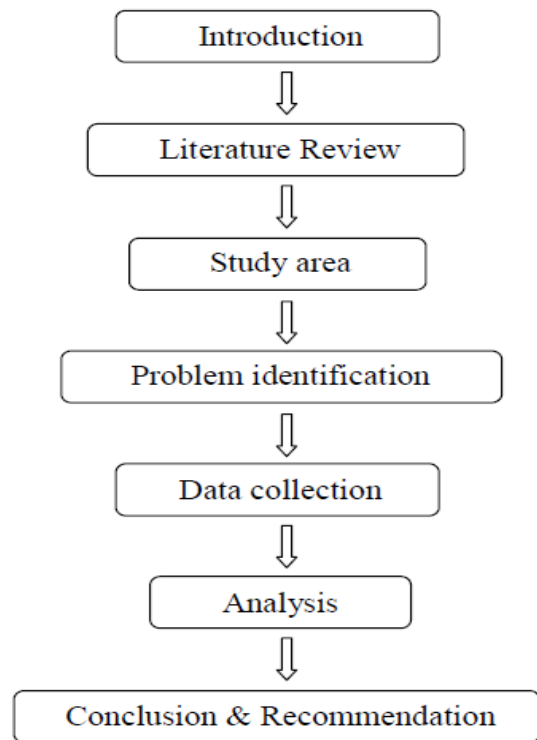 Introduction
Literature Review
Study area
Problem identification
Data collection
Analysis
Conclusion & Recommendation